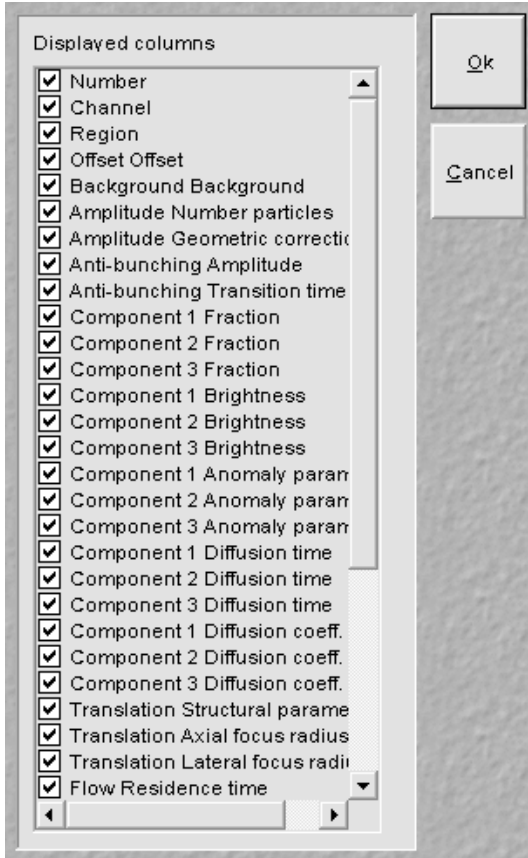 Displayed columns
Number
Channel
Region
Offset Offset
Background Background
Amplitude Number particles
Amplitude Geometric correctic
Anti-bunching Amplitude
Anti-bunching Transition time
Component 1 Fraction
Component 2 Fraction
Component 3 Fraction
Component 1 Brightness
Component 2 Brightness
Component 3 Brightness
Component 1 Anomaly param
Component 2 Anomaly param
Component 3 Anomaly param
Component 1 Diffusion time
Component 2 Diffusion time
Component 3 Diffusion time
Component 1 Diffusion coeff.
Component 2 Diffusion coeff.
Component 3 Diffusion coeff.
Translation Structural parame
Translation Axial focus radius
Translation Lateral focus radi
Flow Residence time
Ok
Cancel